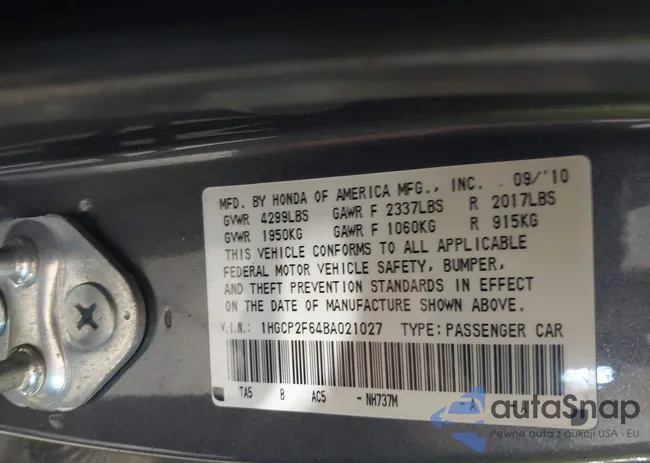 MFD. BY HONDA OF AMERICA MFG., INC. 09/'10
GVWR 4299LBS GAWR F 2337LBS R 2017LBS
GVWR 1950KG GAWR F 1060KG R 915KG
THIS VEHICLE CONFORMS TO ALL APPLICABLE
FEDERAL MOTOR VEHICLE SAFETY, BUMPER,
AND THEFT PREVENTION STANDARDS IN EFFECT
ON THE DATE OF MANUFACTURE SHOWN ABOVE.
V.I.N.: 1HGCP2F64BA021027 TYPE: PASSENGER CAR
TA5 B AC5 - NH737M - A
autaSnap
Pewne auta z aukcji USA i EU